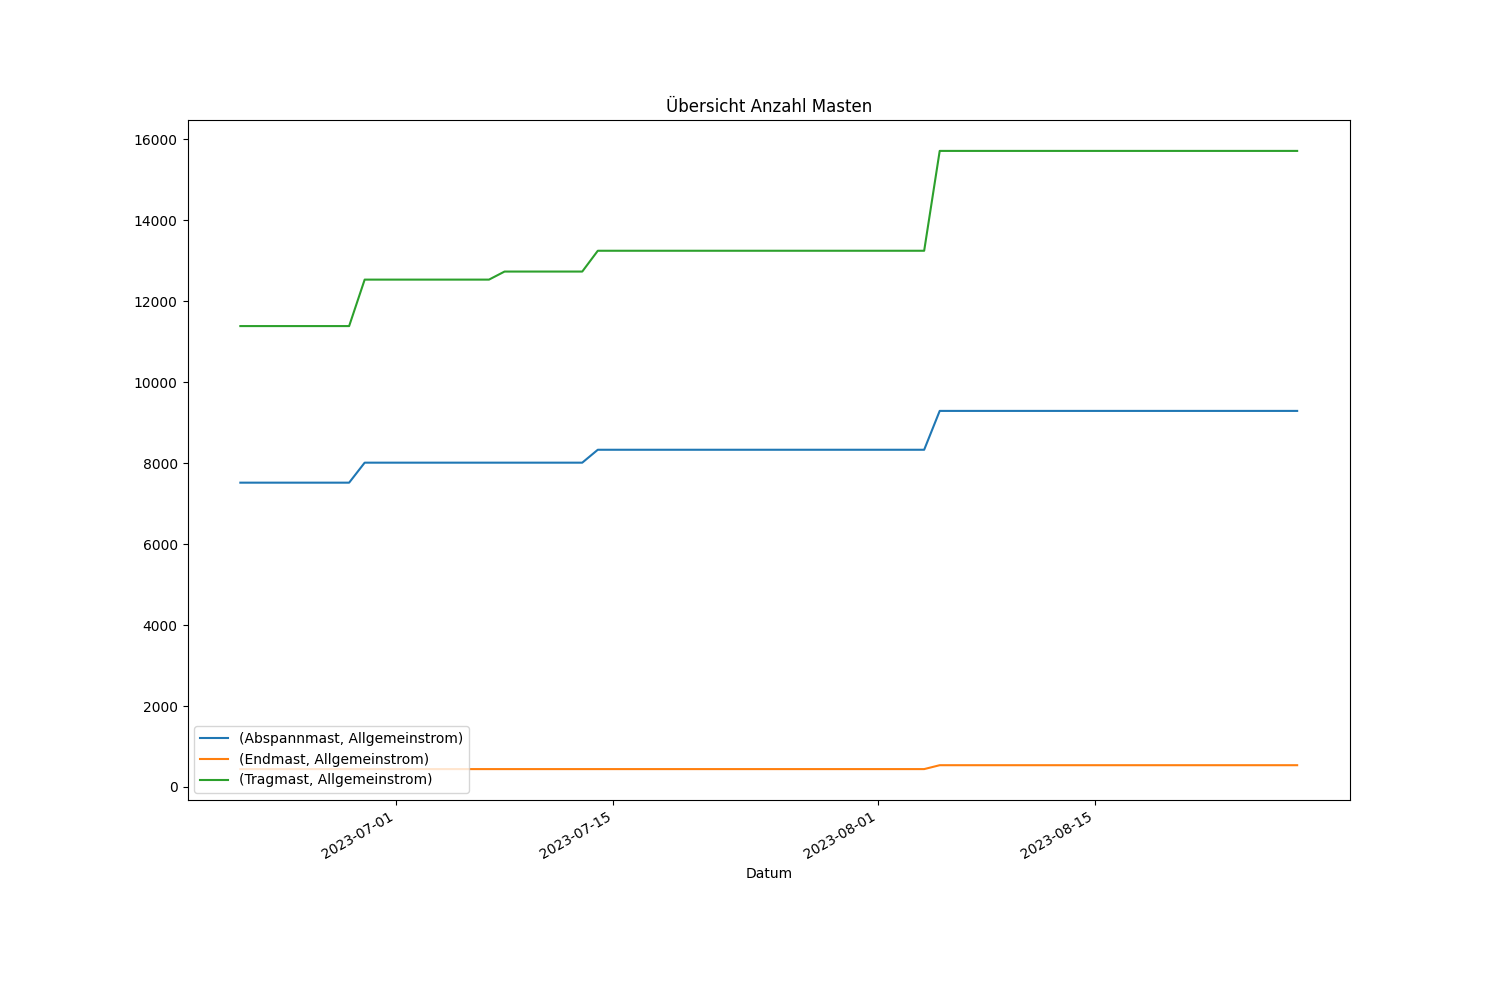 Übersicht Anzahl Masten
16000
14000
12000
10000
8000
6000
4000
2000
0
(Abspannmast, Allgemeinstrom)
(Endmast, Allgemeinstrom)
(Tragmast, Allgemeinstrom)
2023-07-01
2023-07-15
2023-08-01
2023-08-15
Datum